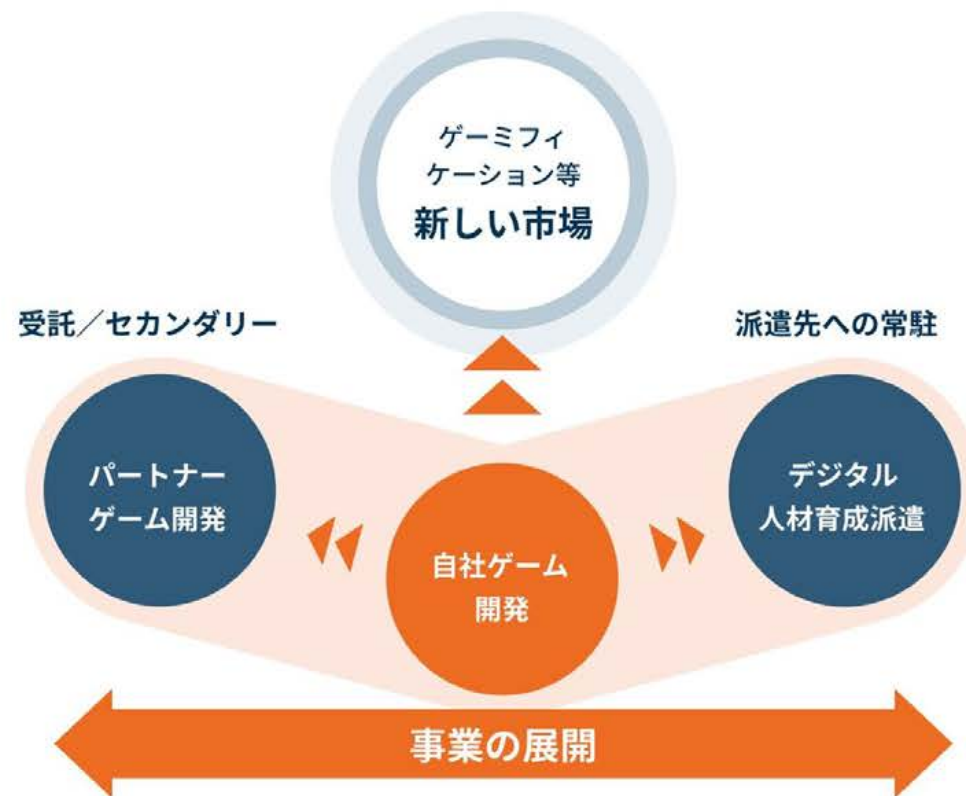 ゲーミフィ
ケーション等
新しい市場
受託／セカンダリー
派遣先への常駐
パートナー
ゲーム開発
自社ゲーム
開発
デジタル
人材育成派遣
事業の展開